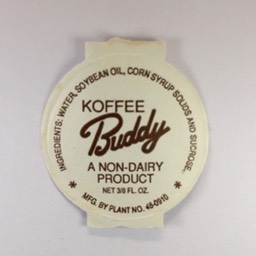 INGREDIENTS: WATER, SOYBEAN OIL, CORN SYRUP SOLIDS AND SUCROSE.
KOFFEE
Buddy
A NON-DAIRY
PRODUCT
NET 3/8 FL. OZ.
* MFG. BY PLANT NO. 48-0910 *